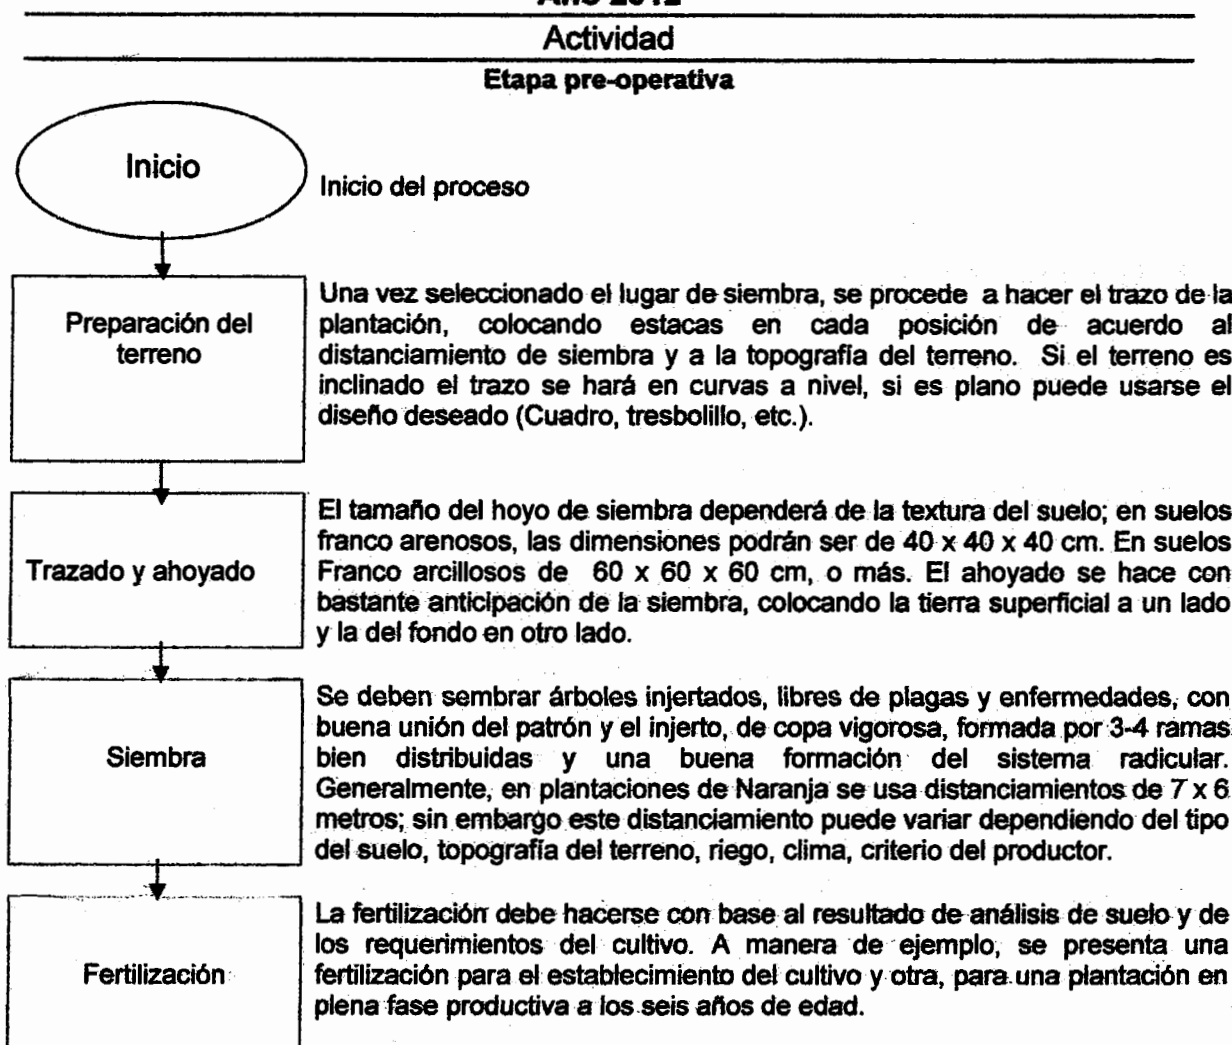 Año 2012
Actividad
Etapa pre-operativa
Inicio
Inicio del proceso
Preparación del
terreno
Una vez seleccionado el lugar de siembra, se procede a hacer el trazo de la
plantación, colocando estacas en cada posición de acuerdo al
distanciamiento de siembra y a la topografía del terreno. Si el terreno es
inclinado el trazo se hará en curvas a nivel, si es plano puede usarse el
diseño deseado (Cuadro, tresbolillo, etc.).
Trazado y ahoyado
El tamaño del hoyo de siembra dependerá de la textura del suelo; en suelos
franco arenosos, las dimensiones podrán ser de 40 x 40 x 40 cm. En suelos
Franco arcillosos de 60 x 60 x 60 cm, o más. El ahoyado se hace con
bastante anticipación de la siembra, colocando la tierra superficial a un lado
y la del fondo en otro lado.
Siembra
Se deben sembrar árboles injertados, libres de plagas y enfermedades, con
buena unión del patrón y el injerto, de copa vigorosa, formada por 3-4 ramas
bien distribuidas y una buena formación del sistema radicular.
Generalmente, en plantaciones de Naranja se usa distanciamientos de 7 x 6
metros; sin embargo este distanciamiento puede variar dependiendo del tipo
del suelo, topografía del terreno, riego, clima, criterio del productor.
Fertilización
La fertilización debe hacerse con base al resultado de análisis de suelo y de
los requerimientos del cultivo. A manera de ejemplo, se presenta una
fertilización para el establecimiento del cultivo y otra, para una plantación en
plena fase productiva a los seis años de edad.